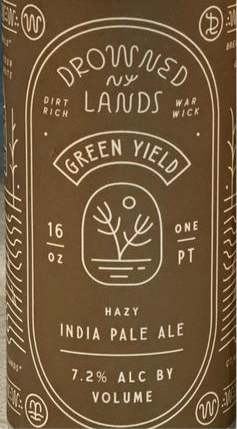 DROWNED
NY
LANDS
DIRT RICH
WAR WICK
GREEN YIELD
16 OZ
ONE PT
HAZY
INDIA PALE ALE
7.2% ALC BY
VOLUME